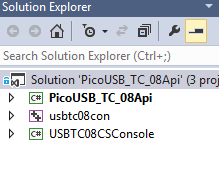 Solution Explorer
Search Solution Explorer (Ctrl+;)
Solution 'PicoUSB_TC_08Api' (3 proj
C# PicoUSB_TC_08Api
usbtc08con
C# USBTC08CSConsole